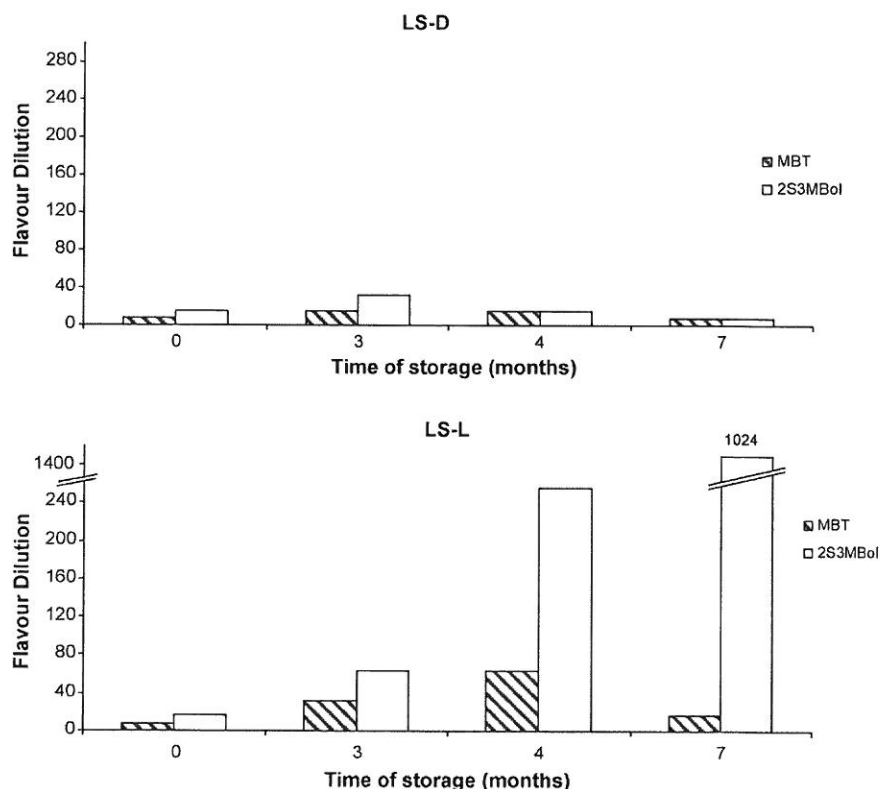 LS-D
280
240
200
160
120
80
40
0
Flavour Dilution
MBT
2S3MBol
0 3 4 7
Time of storage (months)
LS-L
1024
1400
240
200
160
120
80
40
0
Flavour Dilution
MBT
2S3MBol
0 3 4 7
Time of storage (months)